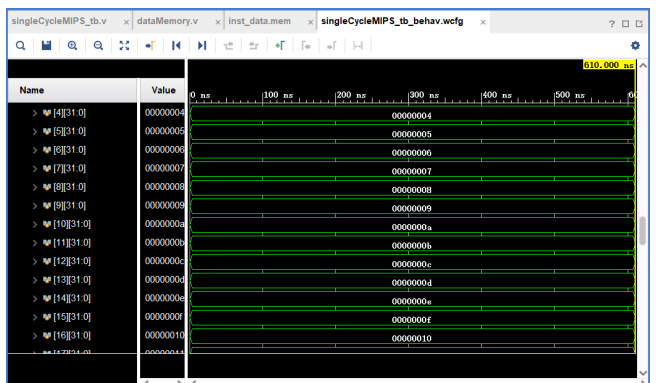 singleCycleMIPS_tb.v × dataMemory.v × inst_data.mem × singleCycleMIPS_tb_behav.wcfg ×
610.000 ns
Name Value 0 ns 100 ns 200 ns 300 ns 400 ns 500 ns
[4][31:0] 00000004 00000004
[5][31:0] 00000005 00000005
[6][31:0] 00000006 00000006
[7][31:0] 00000007 00000007
[8][31:0] 00000008 00000008
[9][31:0] 00000009 00000009
[10][31:0] 0000000a 0000000a
[11][31:0] 0000000b 0000000b
[12][31:0] 0000000c 0000000c
[13][31:0] 0000000d 0000000d
[14][31:0] 0000000e 0000000e
[15][31:0] 0000000f 0000000f
[16][31:0] 00000010 00000010
[17][31:0] 00000011